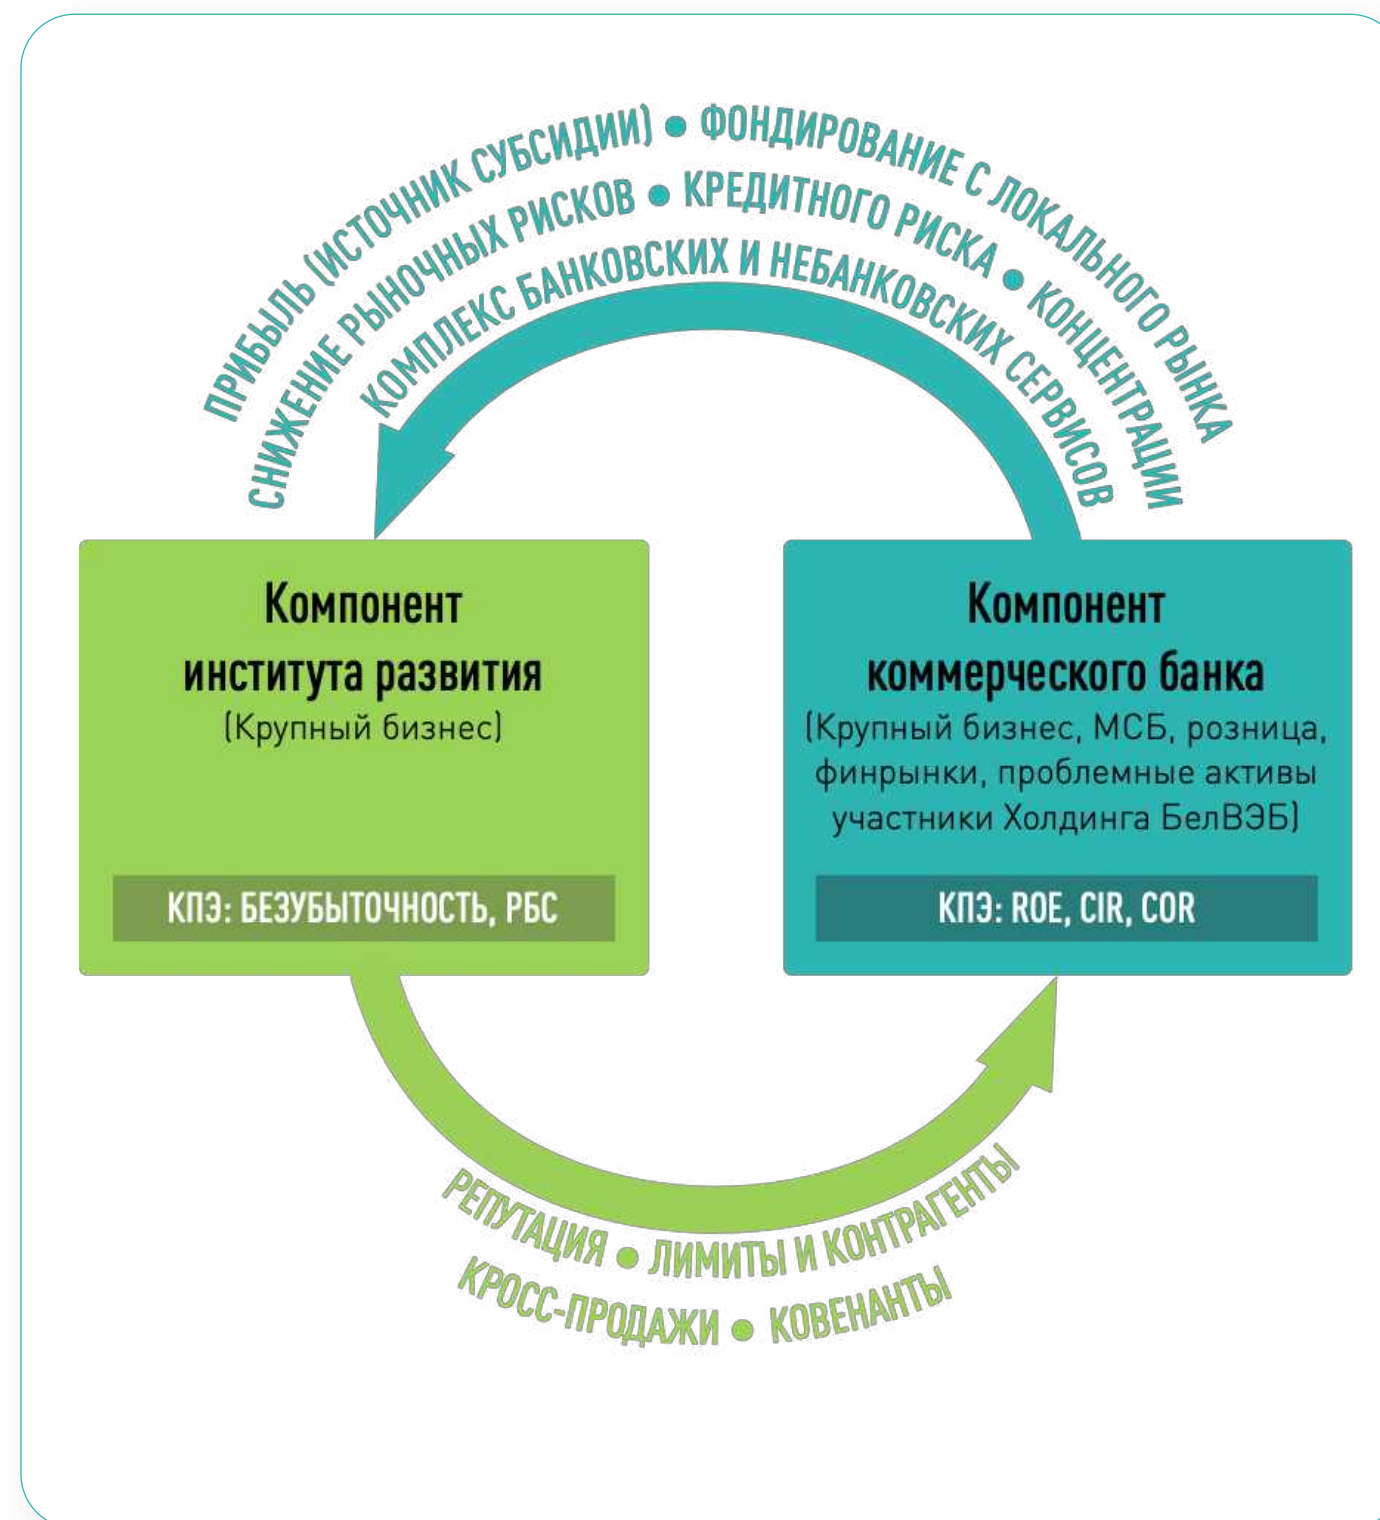 ПРИБЫЛЬ (ИСТОЧНИК СУБСИДИИ) ● ФОНДИРОВАНИЕ С ЛОКАЛЬНОГО РЫНКА
СНИЖЕНИЕ РЫНОЧНЫХ РИСКОВ ● КРЕДИТНОГО РИСКА ● КОНЦЕНТРАЦИИ
КОМПЛЕКС БАНКОВСКИХ И НЕБАНКОВСКИХ СЕРВИСОВ
Компонент
института развития
(Крупный бизнес)
КПЭ: БЕЗУБЫТОЧНОСТЬ, РБС
Компонент
коммерческого банка
(Крупный бизнес, МСБ, розница,
финрынки, проблемные активы
участники Холдинга БелВЭБ)
КПЭ: ROE, CIR, COR
РЕПУТАЦИЯ ● ЛИМИТЫ И КОНТРАГЕНТЫ
КРОСС-ПРОДАЖИ ● КОВЕНАНТЫ